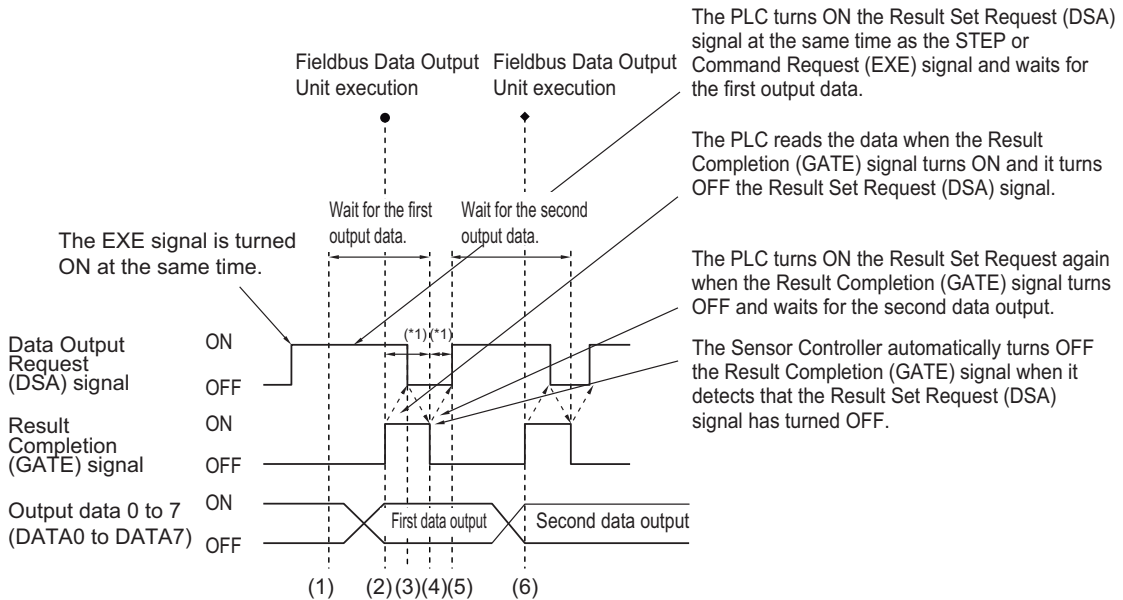 The PLC turns ON the Result Set Request (DSA)
signal at the same time as the STEP or
Command Request (EXE) signal and waits for
the first output data.
Fieldbus Data Output
Unit execution
Fieldbus Data Output
Unit execution
The PLC reads the data when the Result
Completion (GATE) signal turns ON and it turns
OFF the Result Set Request (DSA) signal.
Wait for the first
output data.
Wait for the second
output data.
The EXE signal is turned
ON at the same time.
The PLC turns ON the Result Set Request again
when the Result Completion (GATE) signal turns
OFF and waits for the second data output.
The Sensor Controller automatically turns OFF
the Result Completion (GATE) signal when it
detects that the Result Set Request (DSA)
signal has turned OFF.
Data Output
Request
(DSA) signal
ON
OFF
(*1)
(*1)
Result
Completion
(GATE) signal
ON
OFF
Output data 0 to 7
(DATA0 to DATA7)
ON
OFF
First data output
Second data output
(1)
(2)
(3)
(4)
(5)
(6)